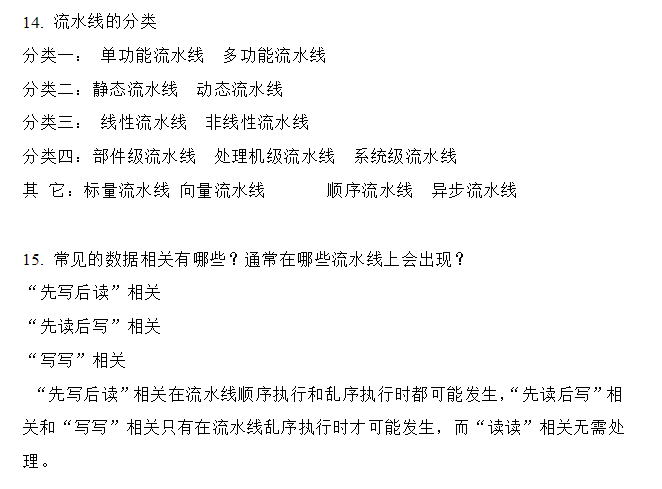 14. 流水线的分类
分类一： 单功能流水线 多功能流水线
分类二：静态流水线 动态流水线
分类三： 线性流水线 非线性流水线
分类四：部件级流水线 处理机级流水线 系统级流水线
其 它：标量流水线 向量流水线 顺序流水线 异步流水线
15. 常见的数据相关有哪些？通常在哪些流水线上会出现？
“先写后读”相关
“先读后写”相关
“写写”相关
“先写后读”相关在流水线顺序执行和乱序执行时都可能发生，“先读后写”相
关和“写写”相关只有在流水线乱序执行时才可能发生，而“读读”相关无需处
理。